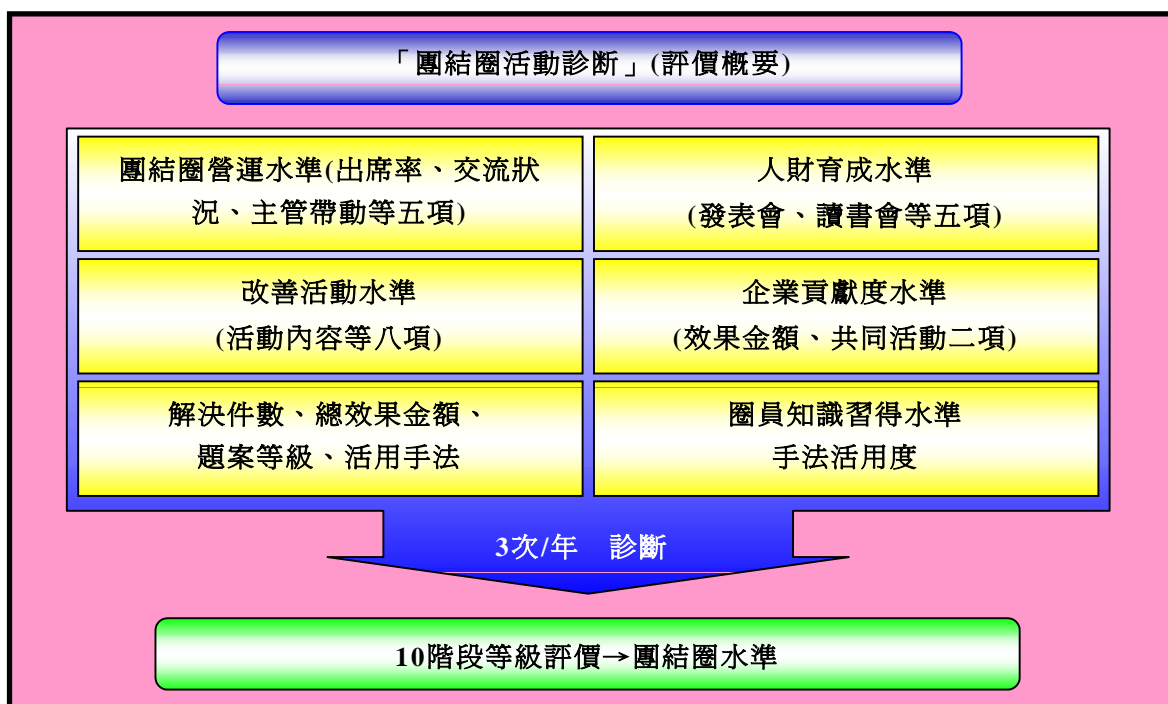 「團結圈活動診断」(評價概要)
團結圈營運水準(出席率、交流狀
況、主管帶動等五項)
人財育成水準
(發表會、讀書會等五項)
改善活動水準
(活動內容等八項)
企業貢獻度水準
(效果金額、共同活動二項)
解決件數、總效果金額、
題案等級、活用手法
圈員知識習得水準
手法活用度
3次/年　診斷
10階段等級評價→團結圈水準